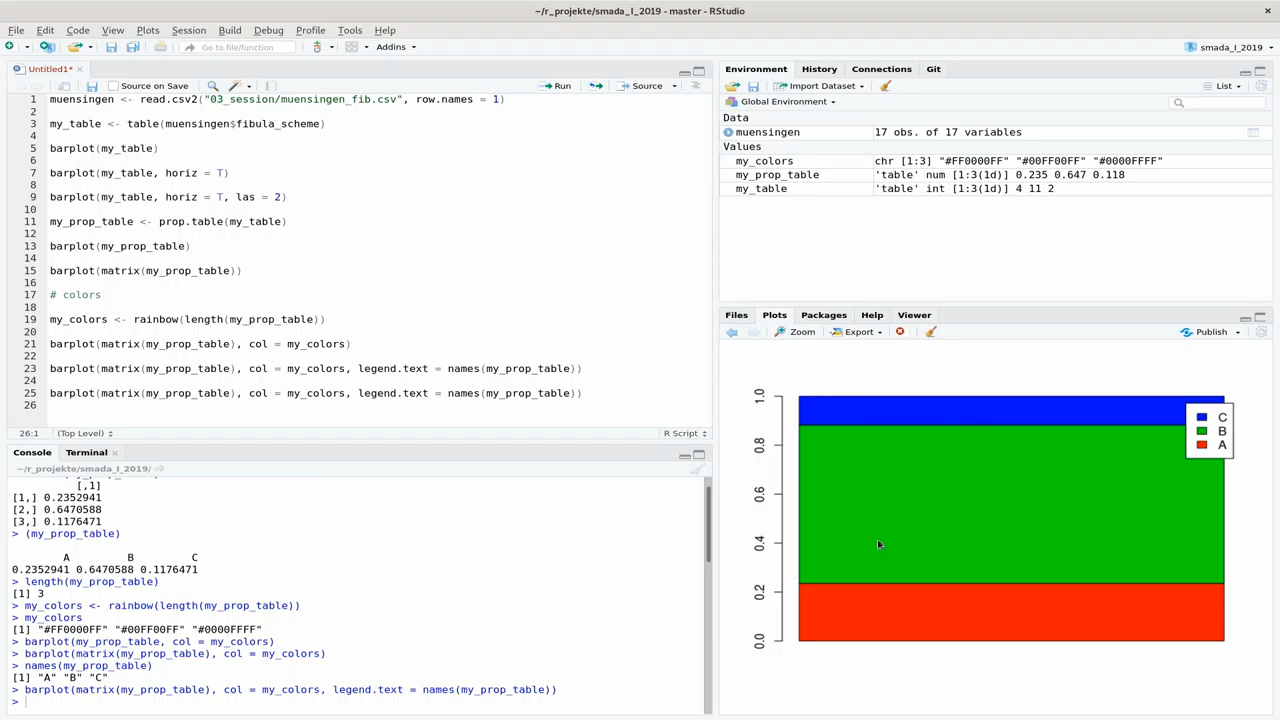 ~/r_projekte/smada_I_2019 - master - RStudio
File Edit Code View Plots Session Build Debug Profile Tools Help
Go to file/function Addins smada_I_2019
Untitled1*
Source on Save Run Source
1 muensingen <- read.csv2("03_session/muensingen_fib.csv", row.names = 1)
2
3 my_table <- table(muensingen$fibula_scheme)
4
5 barplot(my_table)
6
7 barplot(my_table, horiz = T)
8
9 barplot(my_table, horiz = T, las = 2)
10
11 my_prop_table <- prop.table(my_table)
12
13 barplot(my_prop_table)
14
15 barplot(matrix(my_prop_table))
16
17 # colors
18
19 my_colors <- rainbow(length(my_prop_table))
20
21 barplot(matrix(my_prop_table), col = my_colors)
22
23 barplot(matrix(my_prop_table), col = my_colors, legend.text = names(my_prop_table))
24
25 barplot(matrix(my_prop_table), col = my_colors, legend.text = names(my_prop_table))
26
26:1 (Top Level) R Script
Console Terminal
~/r_projekte/smada_I_2019/
[,1]
[1,] 0.2352941
[2,] 0.6470588
[3,] 0.1176471
> (my_prop_table)
A B C
0.2352941 0.6470588 0.1176471
> length(my_prop_table)
[1] 3
> my_colors <- rainbow(length(my_prop_table))
> my_colors
[1] "#FF0000FF" "#00FF00FF" "#0000FFFF"
> barplot(my_prop_table, col = my_colors)
> barplot(matrix(my_prop_table), col = my_colors)
> names(my_prop_table)
[1] "A" "B" "C"
> barplot(matrix(my_prop_table), col = my_colors, legend.text = names(my_prop_table))
>
Environment History Connections Git
Import Dataset List
Global Environment
Data
muensingen 17 obs. of 17 variables
Values
my_colors chr [1:3] "#FF0000FF" "#00FF00FF" "#0000FFFF"
my_prop_table 'table' num [1:3(1d)] 0.235 0.647 0.118
my_table 'table' int [1:3(1d)] 4 11 2
Files Plots Packages Help Viewer
Zoom Export Publish
1.0
0.8
0.6
0.4
0.2
0.0
C
B
A